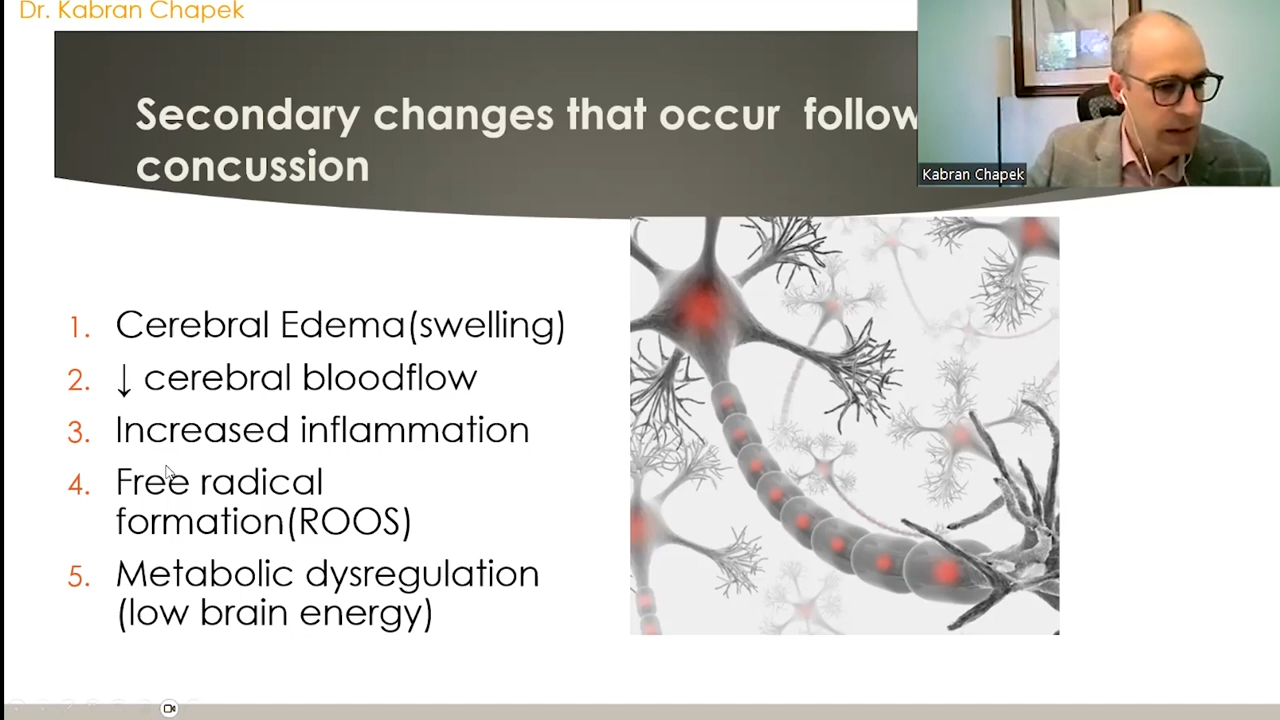 Dr. Kabran Chapek
Secondary changes that occur follow
concussion
Kabran Chapek
1. Cerebral Edema(swelling)
2. ↓ cerebral bloodflow
3. Increased inflammation
4. Free radical
formation(ROOS)
5. Metabolic dysregulation
(low brain energy)